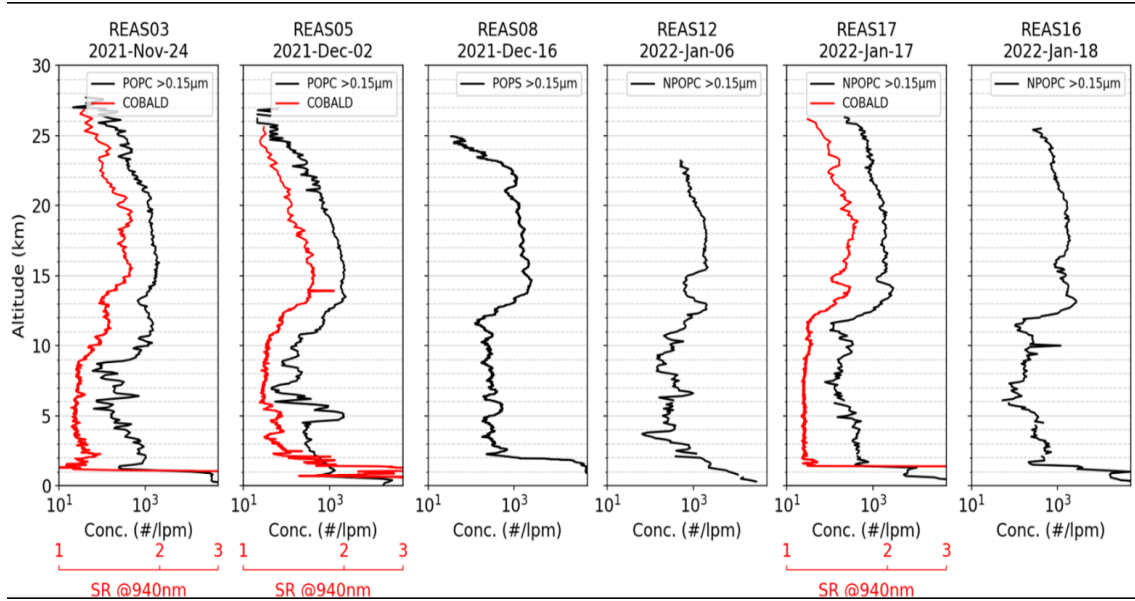 REAS03
2021-Nov-24
REAS05
2021-Dec-02
REAS08
2021-Dec-16
REAS12
2022-Jan-06
REAS17
2022-Jan-17
REAS16
2022-Jan-18
Altitude (km)
30
25
20
15
10
5
0
POPC >0.15μm
COBALD
POPC >0.15μm
COBALD
POPS >0.15μm
NPOPC >0.15μm
NPOPC >0.15μm
COBALD
NPOPC >0.15μm
10¹ 10³
10¹ 10³
10¹ 10³
10¹ 10³
10¹ 10³
10¹ 10³
Conc. (#/lpm)
Conc. (#/lpm)
Conc. (#/lpm)
Conc. (#/lpm)
Conc. (#/lpm)
Conc. (#/lpm)
1 2 3
1 2 3
1 2 3
SR @940nm
SR @940nm
SR @940nm